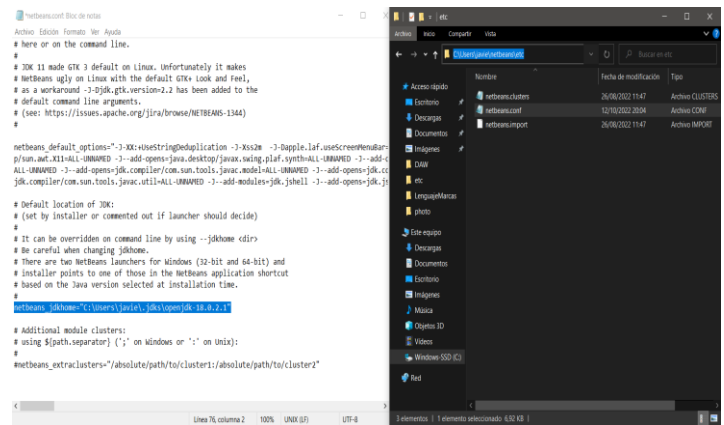 *netbeans.conf: Bloc de notas
Archivo Edición Formato Ver Ayuda
# here or on the command line.
#
# JDK 11 made GTK 3 default on Linux. Unfortunately it makes
# NetBeans ugly on Linux with the default GTK+ Look and Feel,
# as a workaround -J-Djdk.gtk.version=2.2 has been added to the
# default command line arguments.
# (see: https://issues.apache.org/jira/browse/NETBEANS-1344)
#
netbeans_default_options="-J-XX:+UseStringDeduplication -J-Xss2m -J-Dapple.laf.useScreenMenuBar=
p/sun.awt.X11=ALL-UNNAMED -J--add-opens=java.desktop/javax.swing.plaf.synth=ALL-UNNAMED -J--add-o
ALL-UNNAMED -J--add-opens=jdk.compiler/com.sun.tools.javac.model=ALL-UNNAMED -J--add-opens=jdk.co
jdk.compiler/com.sun.tools.javac.util=ALL-UNNAMED -J--add-modules=jdk.jshell -J--add-opens=jdk.js
# Default location of JDK:
# (set by installer or commented out if launcher should decide)
#
# It can be overridden on command line by using --jdkhome <dir>
# Be careful when changing jdkhome.
# There are two NetBeans launchers for Windows (32-bit and 64-bit) and
# installer points to one of those in the NetBeans application shortcut
# based on the Java version selected at installation time.
#
netbeans_jdkhome="C:\Users\javie\.jdks\openjdk-18.0.2.1"
# Additional module clusters:
# using ${path.separator} (';' on Windows or ':' on Unix):
#
#netbeans_extraclusters="/absolute/path/to/cluster1:/absolute/path/to/cluster2"
Línea 76, columna 2 100% UNIX (LF) UTF-8
etc
Archivo Inicio Compartir Vista
C:\Users\javie\netbeans\etc Buscar en etc
Nombre Fecha de modificación Tipo
netbeans.clusters 26/08/2022 11:47 Archivo CLUSTERS
netbeans.conf 12/10/2022 20:04 Archivo CONF
netbeans.import 26/08/2022 11:47 Archivo IMPORT
Acceso rápido
Escritorio
Descargas
Documentos
Imágenes
DAW
etc
LenguajeMarcas
photo
Este equipo
Descargas
Documentos
Escritorio
Imágenes
Música
Objetos 3D
Vídeos
Windows-SSD (C:)
Red
3 elementos 1 elemento seleccionado 6,92 KB